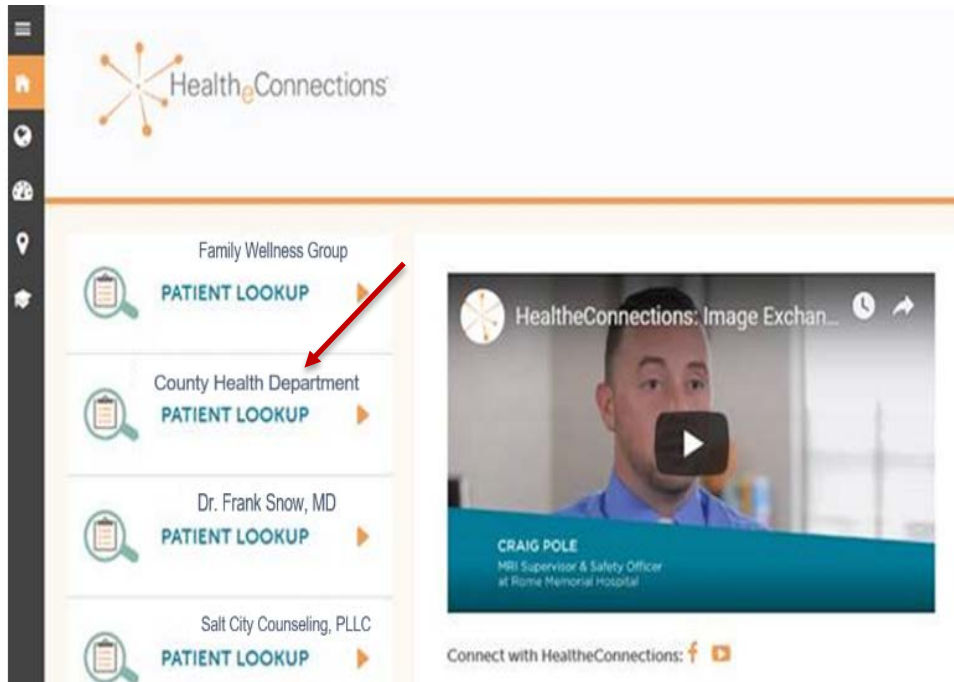 HealtheConnections
Family Wellness Group
PATIENT LOOKUP
County Health Department
PATIENT LOOKUP
Dr. Frank Snow, MD
PATIENT LOOKUP
Salt City Counseling, PLLC
PATIENT LOOKUP
HealtheConnections: Image Exchan...
CRAIG POLE
MRI Supervisor & Safety Officer
at Rome Memorial Hospital
Connect with HealtheConnections: